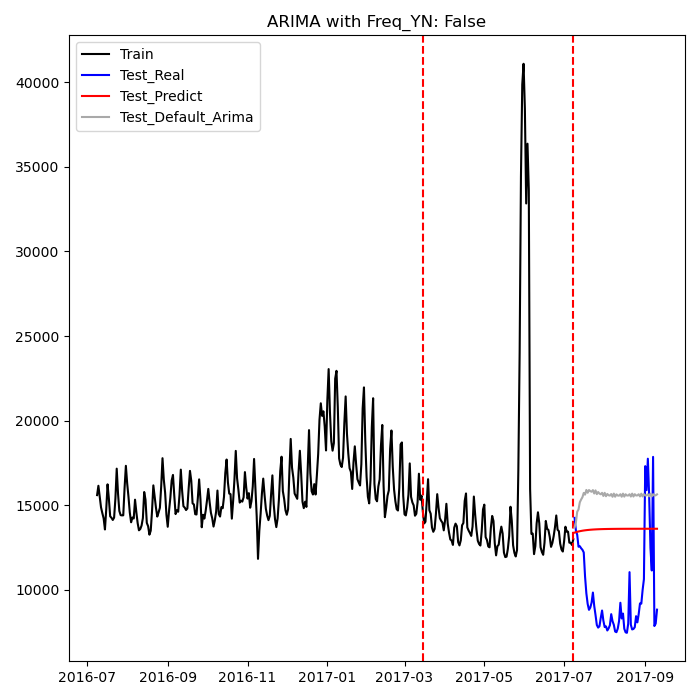 ARIMA with Freq_YN: False
Train
Test_Real
Test_Predict
Test_Default_Arima
40000
35000
30000
25000
20000
15000
10000
2016-07 2016-09 2016-11 2017-01 2017-03 2017-05 2017-07 2017-09